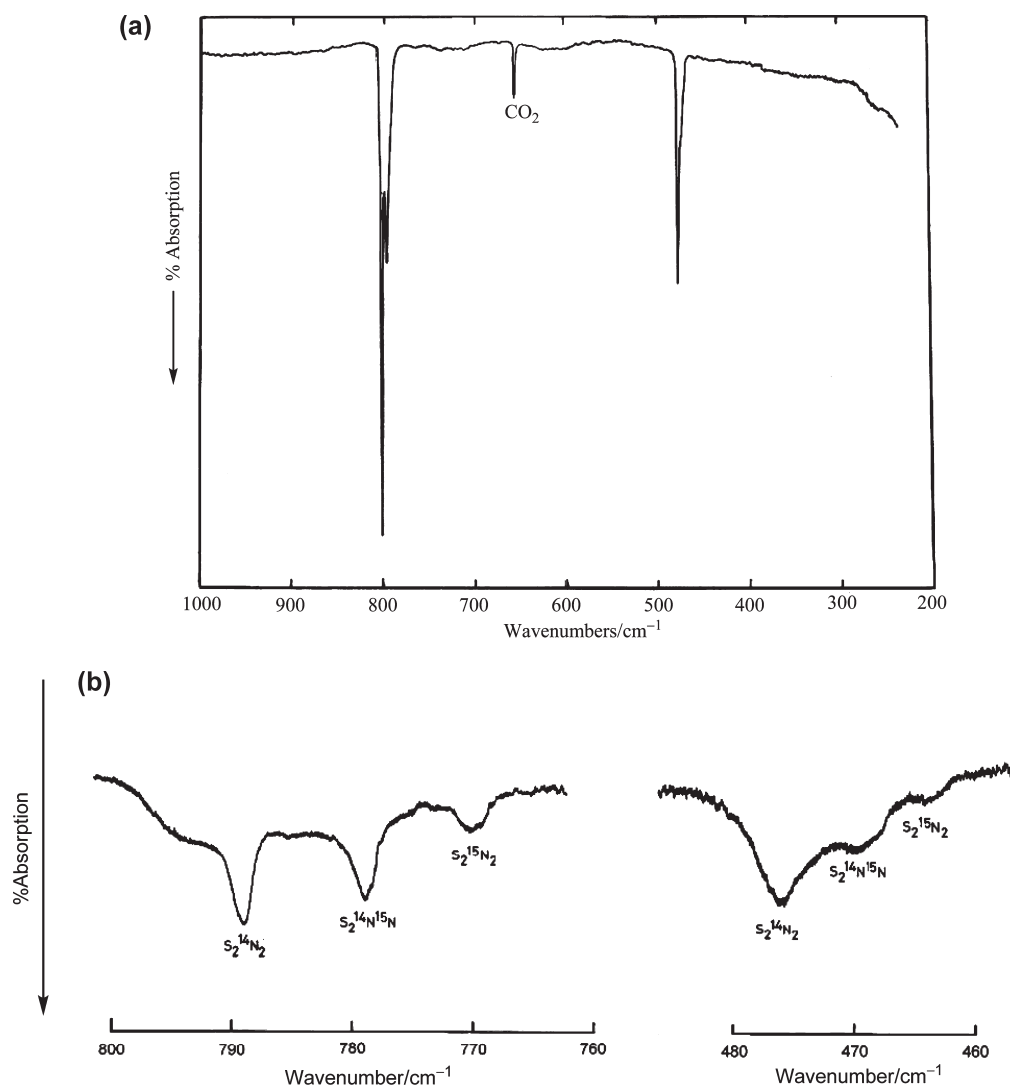 (a)
% Absorption
CO₂
1000 900 800 700 600 500 400 300 200
Wavenumbers/cm⁻¹
(b)
%Absorption
S₂¹⁴N₂
S₂¹⁴N¹⁵N
S₂¹⁵N₂
800 790 780 770 760
Wavenumber/cm⁻¹
S₂¹⁴N₂
S₂¹⁴N¹⁵N
S₂¹⁵N₂
480 470 460
Wavenumber/cm⁻¹